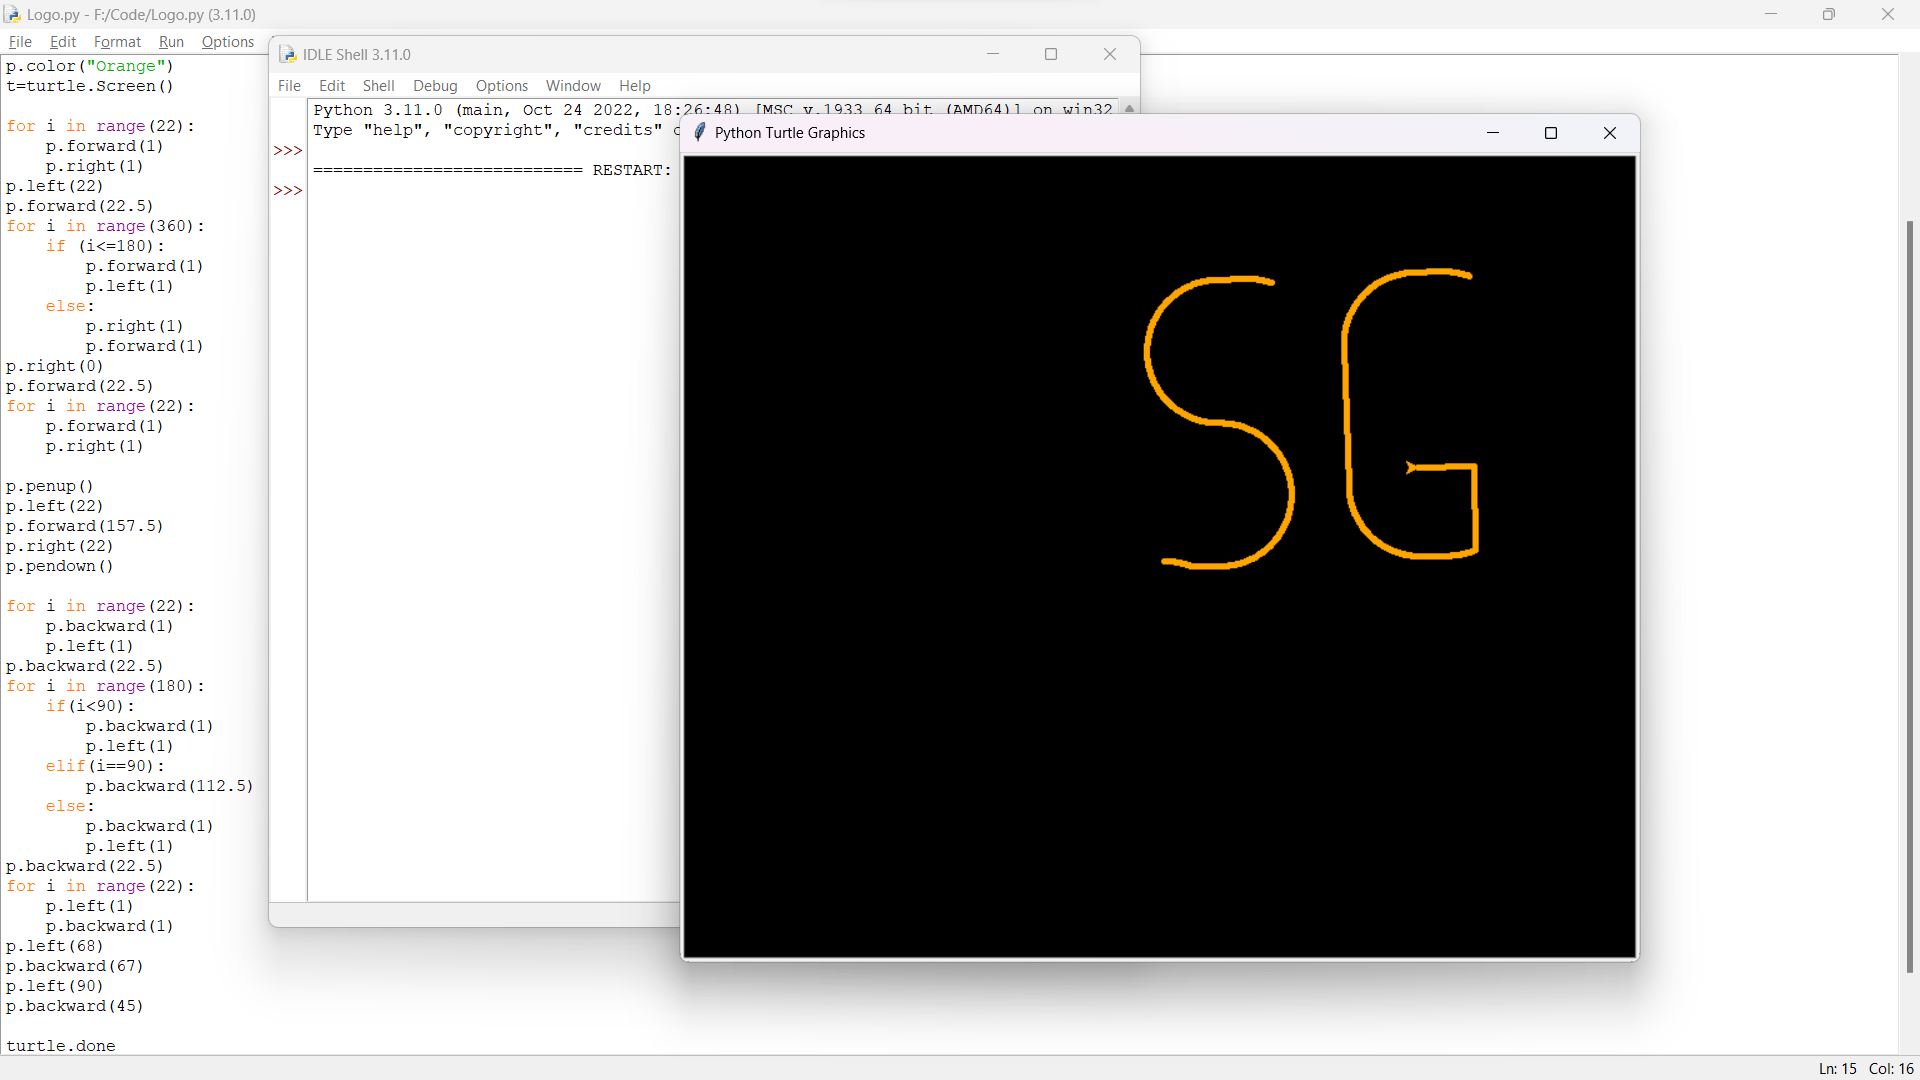 Logo.py - F:/Code/Logo.py (3.11.0)
File Edit Format Run Options
p.color("Orange")
t=turtle.Screen()
for i in range(22):
    p.forward(1)
    p.right(1)
p.left(22)
p.forward(22.5)
for i in range(360):
    if (i<=180):
        p.forward(1)
        p.left(1)
    else:
        p.right(1)
        p.forward(1)
p.right(0)
p.forward(22.5)
for i in range(22):
    p.forward(1)
    p.right(1)
p.penup()
p.left(22)
p.forward(157.5)
p.right(22)
p.pendown()
for i in range(22):
    p.backward(1)
    p.left(1)
p.backward(22.5)
for i in range(180):
    if(i<90):
        p.backward(1)
        p.left(1)
    elif(i==90):
        p.backward(112.5)
    else:
        p.backward(1)
        p.left(1)
p.backward(22.5)
for i in range(22):
    p.left(1)
    p.backward(1)
p.left(68)
p.backward(67)
p.left(90)
p.backward(45)
turtle.done
IDLE Shell 3.11.0
File Edit Shell Debug Options Window Help
Python 3.11.0 (main, Oct 24 2022, 18:26:48) [MSC v.1933 64 bit (AMD64)] on win32
Type "help", "copyright", "credits"
>>>
=========================== RESTART:
>>>
Python Turtle Graphics
SG
Ln: 15 Col: 16